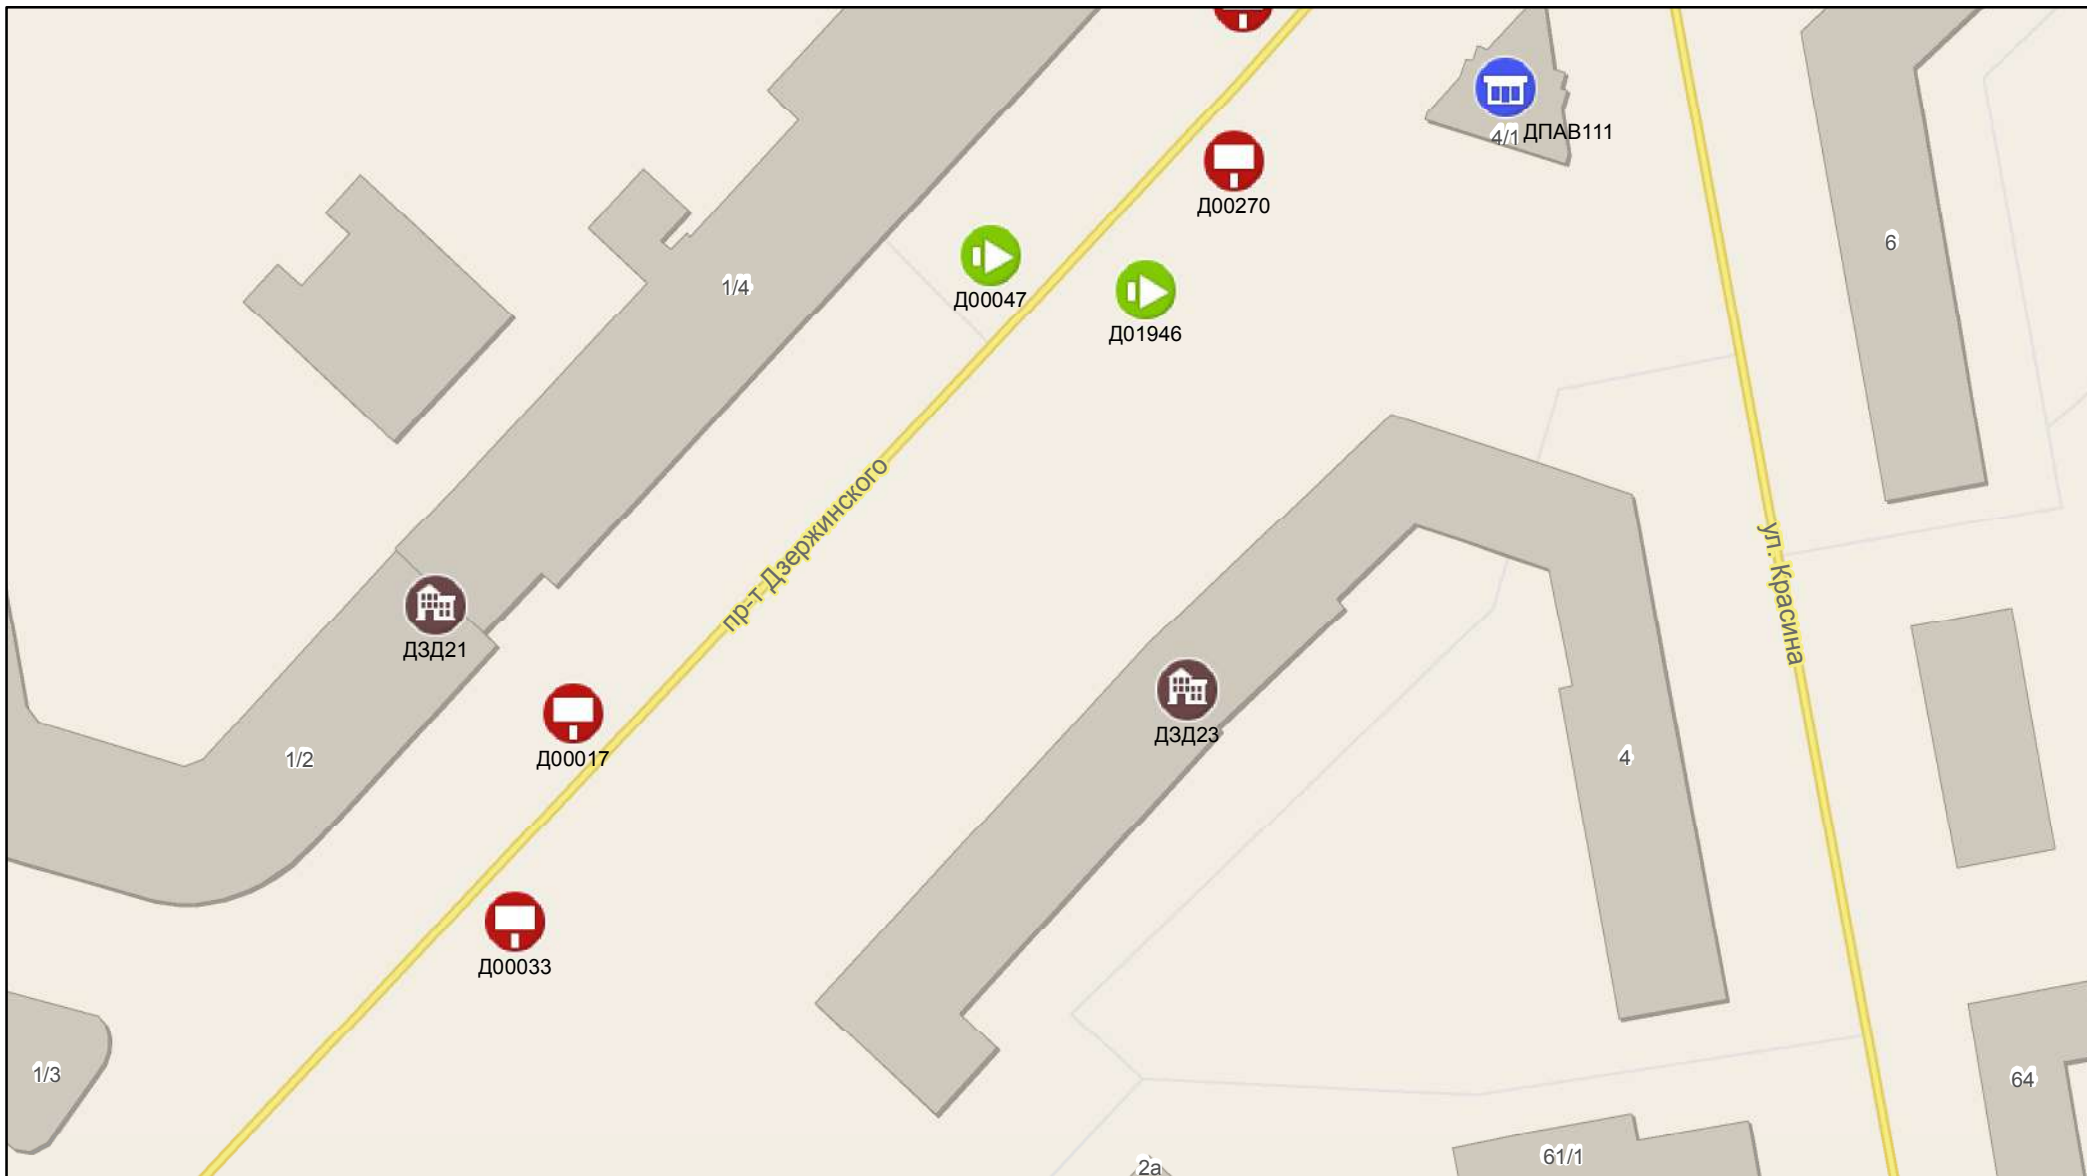 4/1
ДПАВ111
Д00270
6
1/4
Д00047
Д01946
пр-т Дзержинского
ул. Красина
ДЗД21
ДЗД23
1/2
Д00017
4
Д00033
1/3
64
61/1
2а